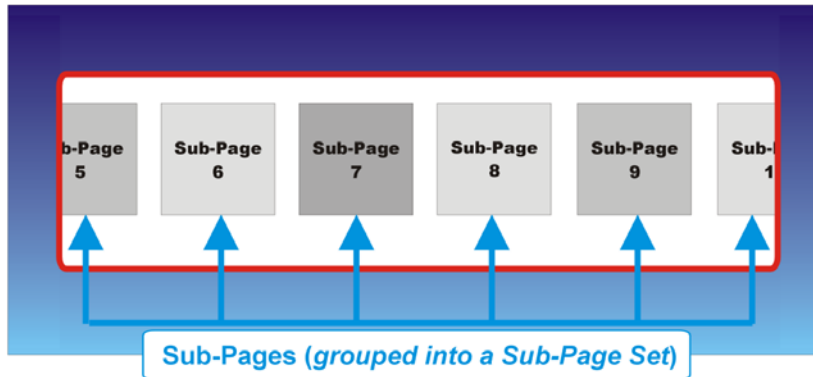 b-Page Sub-Page Sub-Page Sub-Page Sub-Page Sub-
5 6 7 8 9 1
Sub-Pages (grouped into a Sub-Page Set)